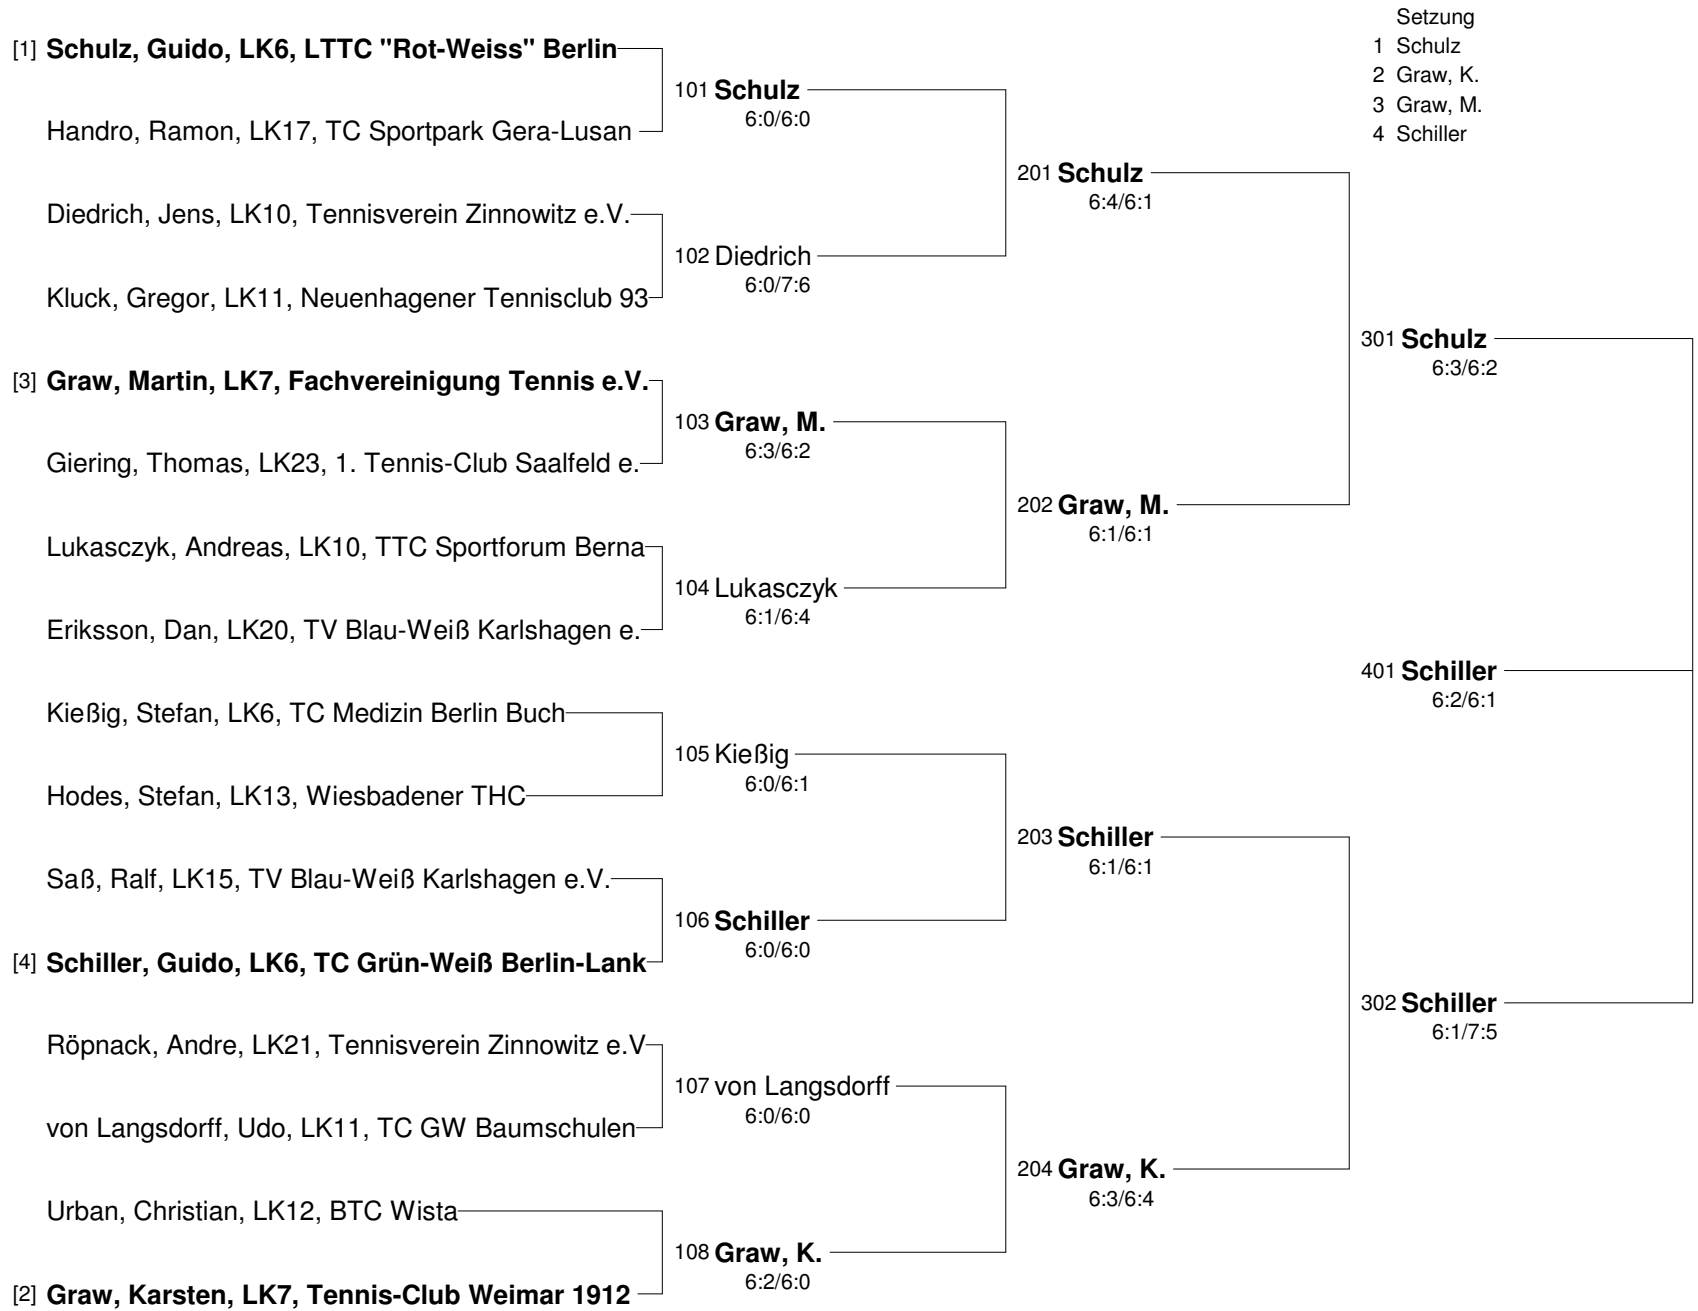 Setzung
1 Schulz
2 Graw, K.
3 Graw, M.
4 Schiller
[1] Schulz, Guido, LK6, LTTC "Rot-Weiss" Berlin
Handro, Ramon, LK17, TC Sportpark Gera-Lusan
Diedrich, Jens, LK10, Tennisverein Zinnowitz e.V.
Kluck, Gregor, LK11, Neuenhagener Tennisclub 93
[3] Graw, Martin, LK7, Fachvereinigung Tennis e.V.
Giering, Thomas, LK23, 1. Tennis-Club Saalfeld e.
Lukasczyk, Andreas, LK10, TTC Sportforum Berna
Eriksson, Dan, LK20, TV Blau-Weiß Karlshagen e.
Kießig, Stefan, LK6, TC Medizin Berlin Buch
Hodes, Stefan, LK13, Wiesbadener THC
Saß, Ralf, LK15, TV Blau-Weiß Karlshagen e.V.
[4] Schiller, Guido, LK6, TC Grün-Weiß Berlin-Lank
Röpnack, Andre, LK21, Tennisverein Zinnowitz e.V
von Langsdorff, Udo, LK11, TC GW Baumschulen
Urban, Christian, LK12, BTC Wista
[2] Graw, Karsten, LK7, Tennis-Club Weimar 1912
101 Schulz
6:0/6:0
102 Diedrich
6:0/7:6
103 Graw, M.
6:3/6:2
104 Lukasczyk
6:1/6:4
105 Kießig
6:0/6:1
106 Schiller
6:0/6:0
107 von Langsdorff
6:0/6:0
108 Graw, K.
6:2/6:0
201 Schulz
6:4/6:1
202 Graw, M.
6:1/6:1
203 Schiller
6:1/6:1
204 Graw, K.
6:3/6:4
301 Schulz
6:3/6:2
401 Schiller
6:2/6:1
302 Schiller
6:1/7:5